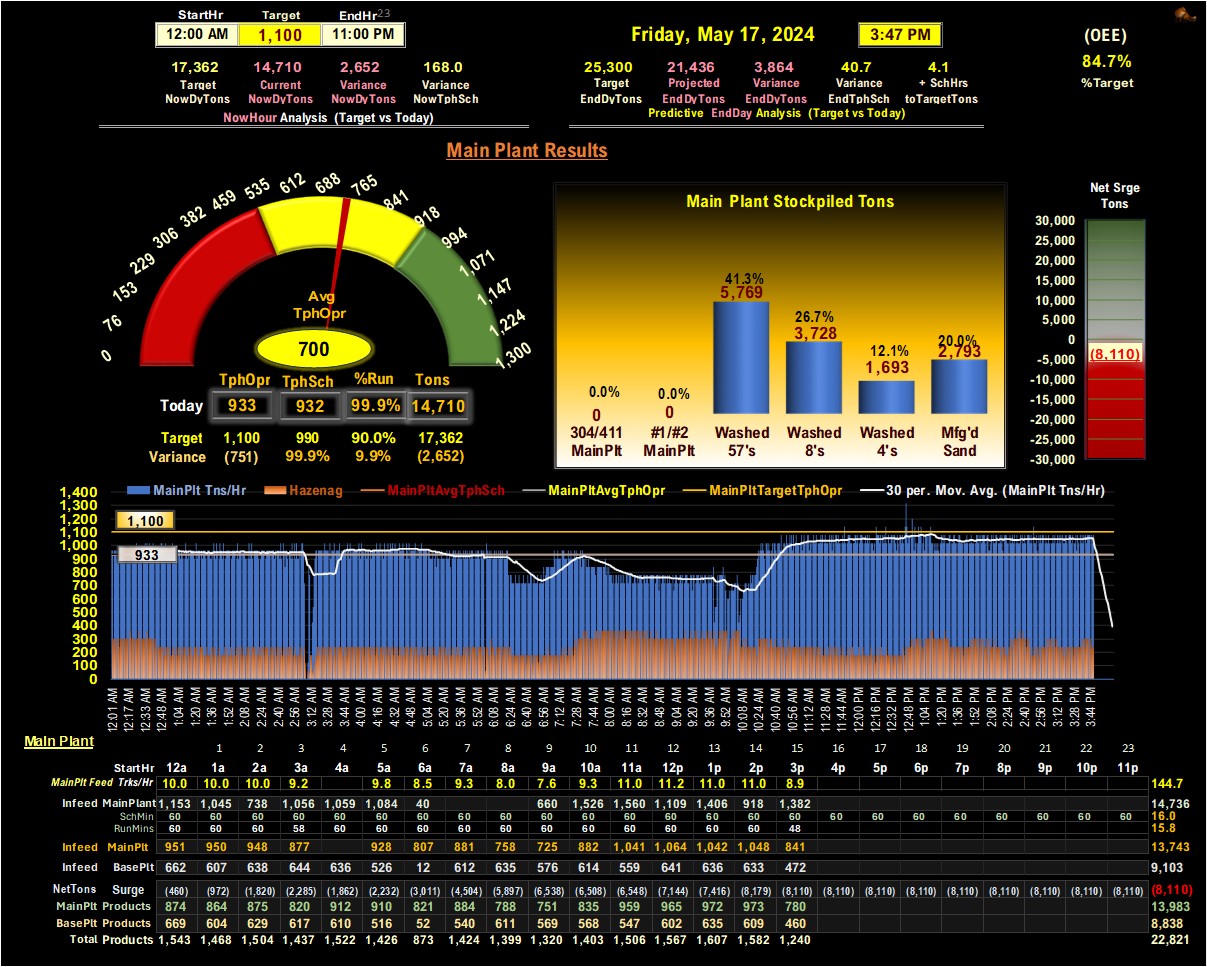 StartHr Target EndHr 23
12:00 AM 1,100 11:00 PM
Friday, May 17, 2024 3:47 PM
(OEE)
84.7%
%Target
17,362 14,710 2,652 168.0
Target Current Variance Variance
NowDyTons NowDyTons NowDyTons NowTphSch
NowHour Analysis (Target vs Today)
25,300 21,436 3,864 40.7 4.1
Target Projected Variance Variance + SchHrs
EndDyTons EndDyTons EndDyTons EndTphSch toTargetTons
Predictive EndDay Analysis (Target vs Today)
Main Plant Results
0 76 153 229 306 382 459 535 612 688 765 841 918 994 1,071 1,147 1,224 1,300
Avg
TphOpr
700
TphOpr TphSch %Run Tons
Today 933 932 99.9% 14,710
Target 1,100 990 90.0% 17,362
Variance (751) 99.9% 9.9% (2,652)
Main Plant Stockpiled Tons
0.0% 0.0% 41.3% 26.7% 12.1% 20.0%
0 0 5,769 3,728 1,693 2,793
304/411 #1/#2 Washed Washed Washed Mfg'd
MainPlt MainPlt 57's 8's 4's Sand
Net Srge
Tons
30,000
25,000
20,000
15,000
10,000
5,000
0
(8,110)
-5,000
-10,000
-15,000
-20,000
-25,000
-30,000
MainPlt Tns/Hr Hazenag MainPltAvgTphSch MainPltAvgTphOpr MainPltTargetTphOpr 30 per. Mov. Avg. (MainPlt Tns/Hr)
1,400
1,300
1,200
1,100
1,000
900
800
700
600
500
400
300
200
100
0
1,100
933
12:01 AM 12:17 AM 12:33 AM 12:48 AM 1:04 AM 1:20 AM 1:36 AM 1:52 AM 2:08 AM 2:24 AM 2:40 AM 2:56 AM 3:12 AM 3:28 AM 3:44 AM 4:00 AM 4:16 AM 4:32 AM 4:48 AM 5:04 AM 5:20 AM 5:36 AM 5:52 AM 6:08 AM 6:24 AM 6:40 AM 6:56 AM 7:12 AM 7:28 AM 7:44 AM 8:00 AM 8:16 AM 8:32 AM 8:48 AM 9:04 AM 9:20 AM 9:36 AM 9:52 AM 10:08 AM 10:24 AM 10:40 AM 10:56 AM 11:12 AM 11:28 AM 11:44 AM 12:00 PM 12:16 PM 12:32 PM 12:48 PM 1:04 PM 1:20 PM 1:36 PM 1:52 PM 2:08 PM 2:24 PM 2:40 PM 2:56 PM 3:12 PM 3:28 PM 3:44 PM
Main Plant
1 2 3 4 5 6 7 8 9 10 11 12 13 14 15 16 17 18 19 20 21 22 23
StartHr 12a 1a 2a 3a 4a 5a 6a 7a 8a 9a 10a 11a 12p 1p 2p 3p 4p 5p 6p 7p 8p 9p 10p 11p
MainPlt Feed Trks/Hr 10.0 10.0 10.0 9.2 9.8 8.5 9.3 8.0 7.6 9.3 11.0 11.2 11.0 11.0 8.9 144.7
Infeed MainPlant 1,153 1,045 738 1,056 1,059 1,084 40 660 1,526 1,560 1,109 1,406 918 1,382 14,736
SchMin 60 60 60 60 60 60 60 60 60 60 60 60 60 60 60 60 60 60 60 60 60 60 60 60 16.0
RunMins 60 60 60 58 60 60 60 60 60 60 60 60 60 60 60 48 15.8
Infeed MainPlt 951 950 948 877 928 807 881 758 725 882 1,041 1,064 1,042 1,048 841 13,743
Infeed BasePlt 662 607 638 644 636 526 12 612 635 576 614 559 641 636 633 472 9,103
NetTons Surge (460) (972) (1,820) (2,285) (1,862) (2,232) (3,011) (4,504) (5,897) (6,538) (6,508) (6,548) (7,144) (7,416) (8,179) (8,110) (8,110) (8,110) (8,110) (8,110) (8,110) (8,110) (8,110) (8,110) (8,110)
MainPlt Products 874 864 875 820 912 910 821 884 788 751 835 959 965 972 973 780 13,983
BasePlt Products 669 604 629 617 610 516 52 540 611 569 568 547 602 635 609 460 8,838
Total Products 1,543 1,468 1,504 1,437 1,522 1,426 873 1,424 1,399 1,320 1,403 1,506 1,567 1,607 1,582 1,240 22,821